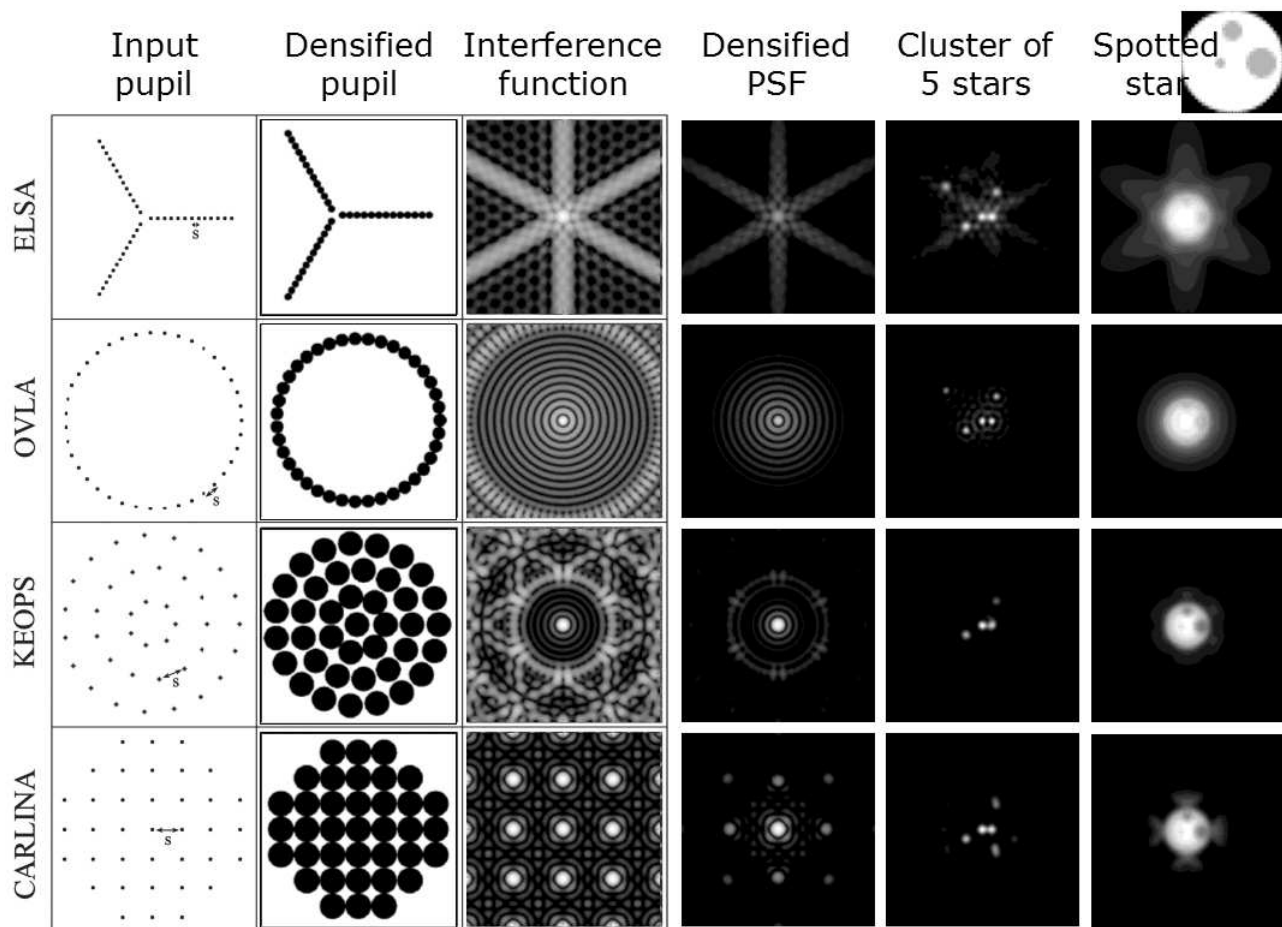 Input pupil
Densified pupil
Interference function
Densified PSF
Cluster of 5 stars
Spotted star
ELSA
s
OVLA
s
KEOPS
s
CARLINA
s